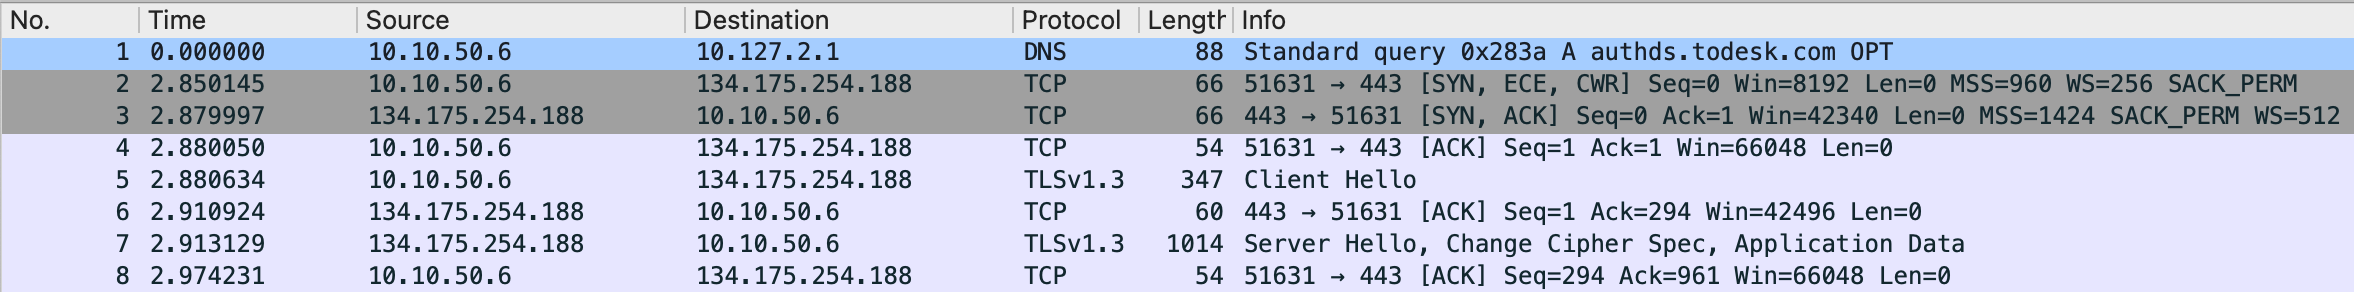 No. Time Source Destination Protocol Length Info
1 0.000000 10.10.50.6 10.127.2.1 DNS 88 Standard query 0x283a A authds.todesk.com OPT
2 2.850145 10.10.50.6 134.175.254.188 TCP 66 51631 → 443 [SYN, ECE, CWR] Seq=0 Win=8192 Len=0 MSS=960 WS=256 SACK_PERM
3 2.879997 134.175.254.188 10.10.50.6 TCP 66 443 → 51631 [SYN, ACK] Seq=0 Ack=1 Win=42340 Len=0 MSS=1424 SACK_PERM WS=512
4 2.880050 10.10.50.6 134.175.254.188 TCP 54 51631 → 443 [ACK] Seq=1 Ack=1 Win=66048 Len=0
5 2.880634 10.10.50.6 134.175.254.188 TLSv1.3 347 Client Hello
6 2.910924 134.175.254.188 10.10.50.6 TCP 60 443 → 51631 [ACK] Seq=1 Ack=294 Win=42496 Len=0
7 2.913129 134.175.254.188 10.10.50.6 TLSv1.3 1014 Server Hello, Change Cipher Spec, Application Data
8 2.974231 10.10.50.6 134.175.254.188 TCP 54 51631 → 443 [ACK] Seq=294 Ack=961 Win=66048 Len=0